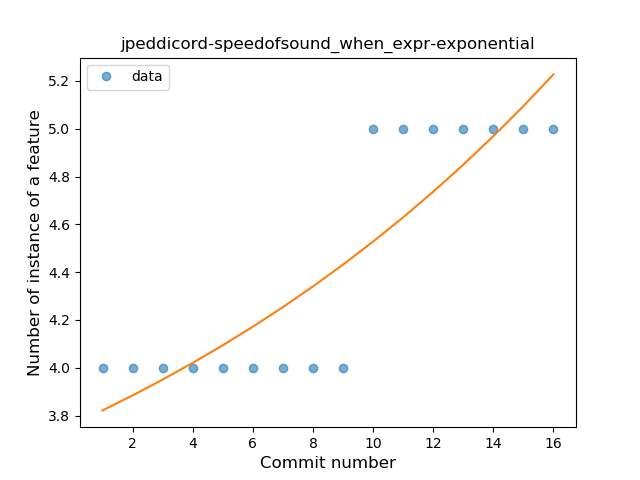 jpeddicord-speedofsound_when_expr-exponential
data
Number of instance of a feature
5.2
5.0
4.8
4.6
4.4
4.2
4.0
3.8
2 4 6 8 10 12 14 16
Commit number